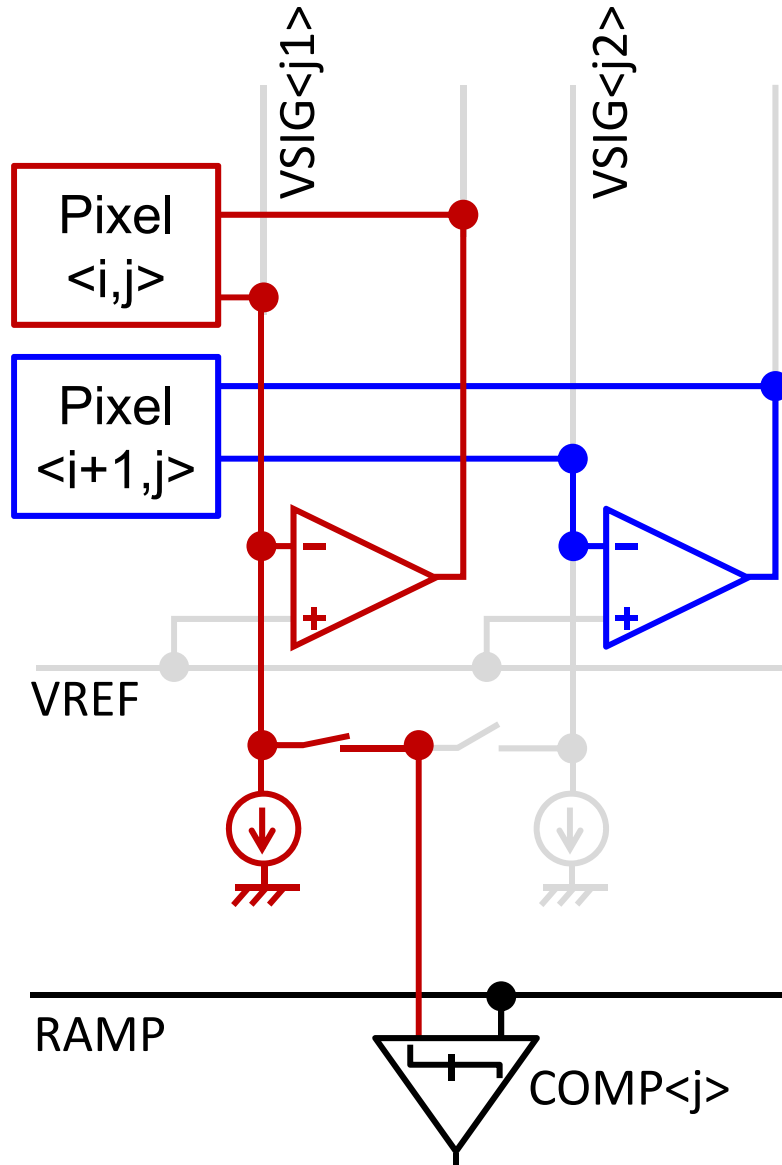 VSIG<j1>
VSIG<j2>
Pixel
<i,j>
Pixel
<i+1,j>
−
+
−
+
VREF
RAMP
COMP<j>